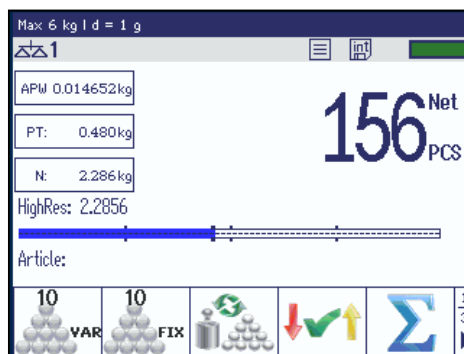 Max 6 kg | d = 1 g
1
int
APW 0.014652kg
156 Net
PCS
PT: 0.480kg
N: 2.286kg
HighRes: 2.2856
Article:
10 VAR
10 FIX
Σ